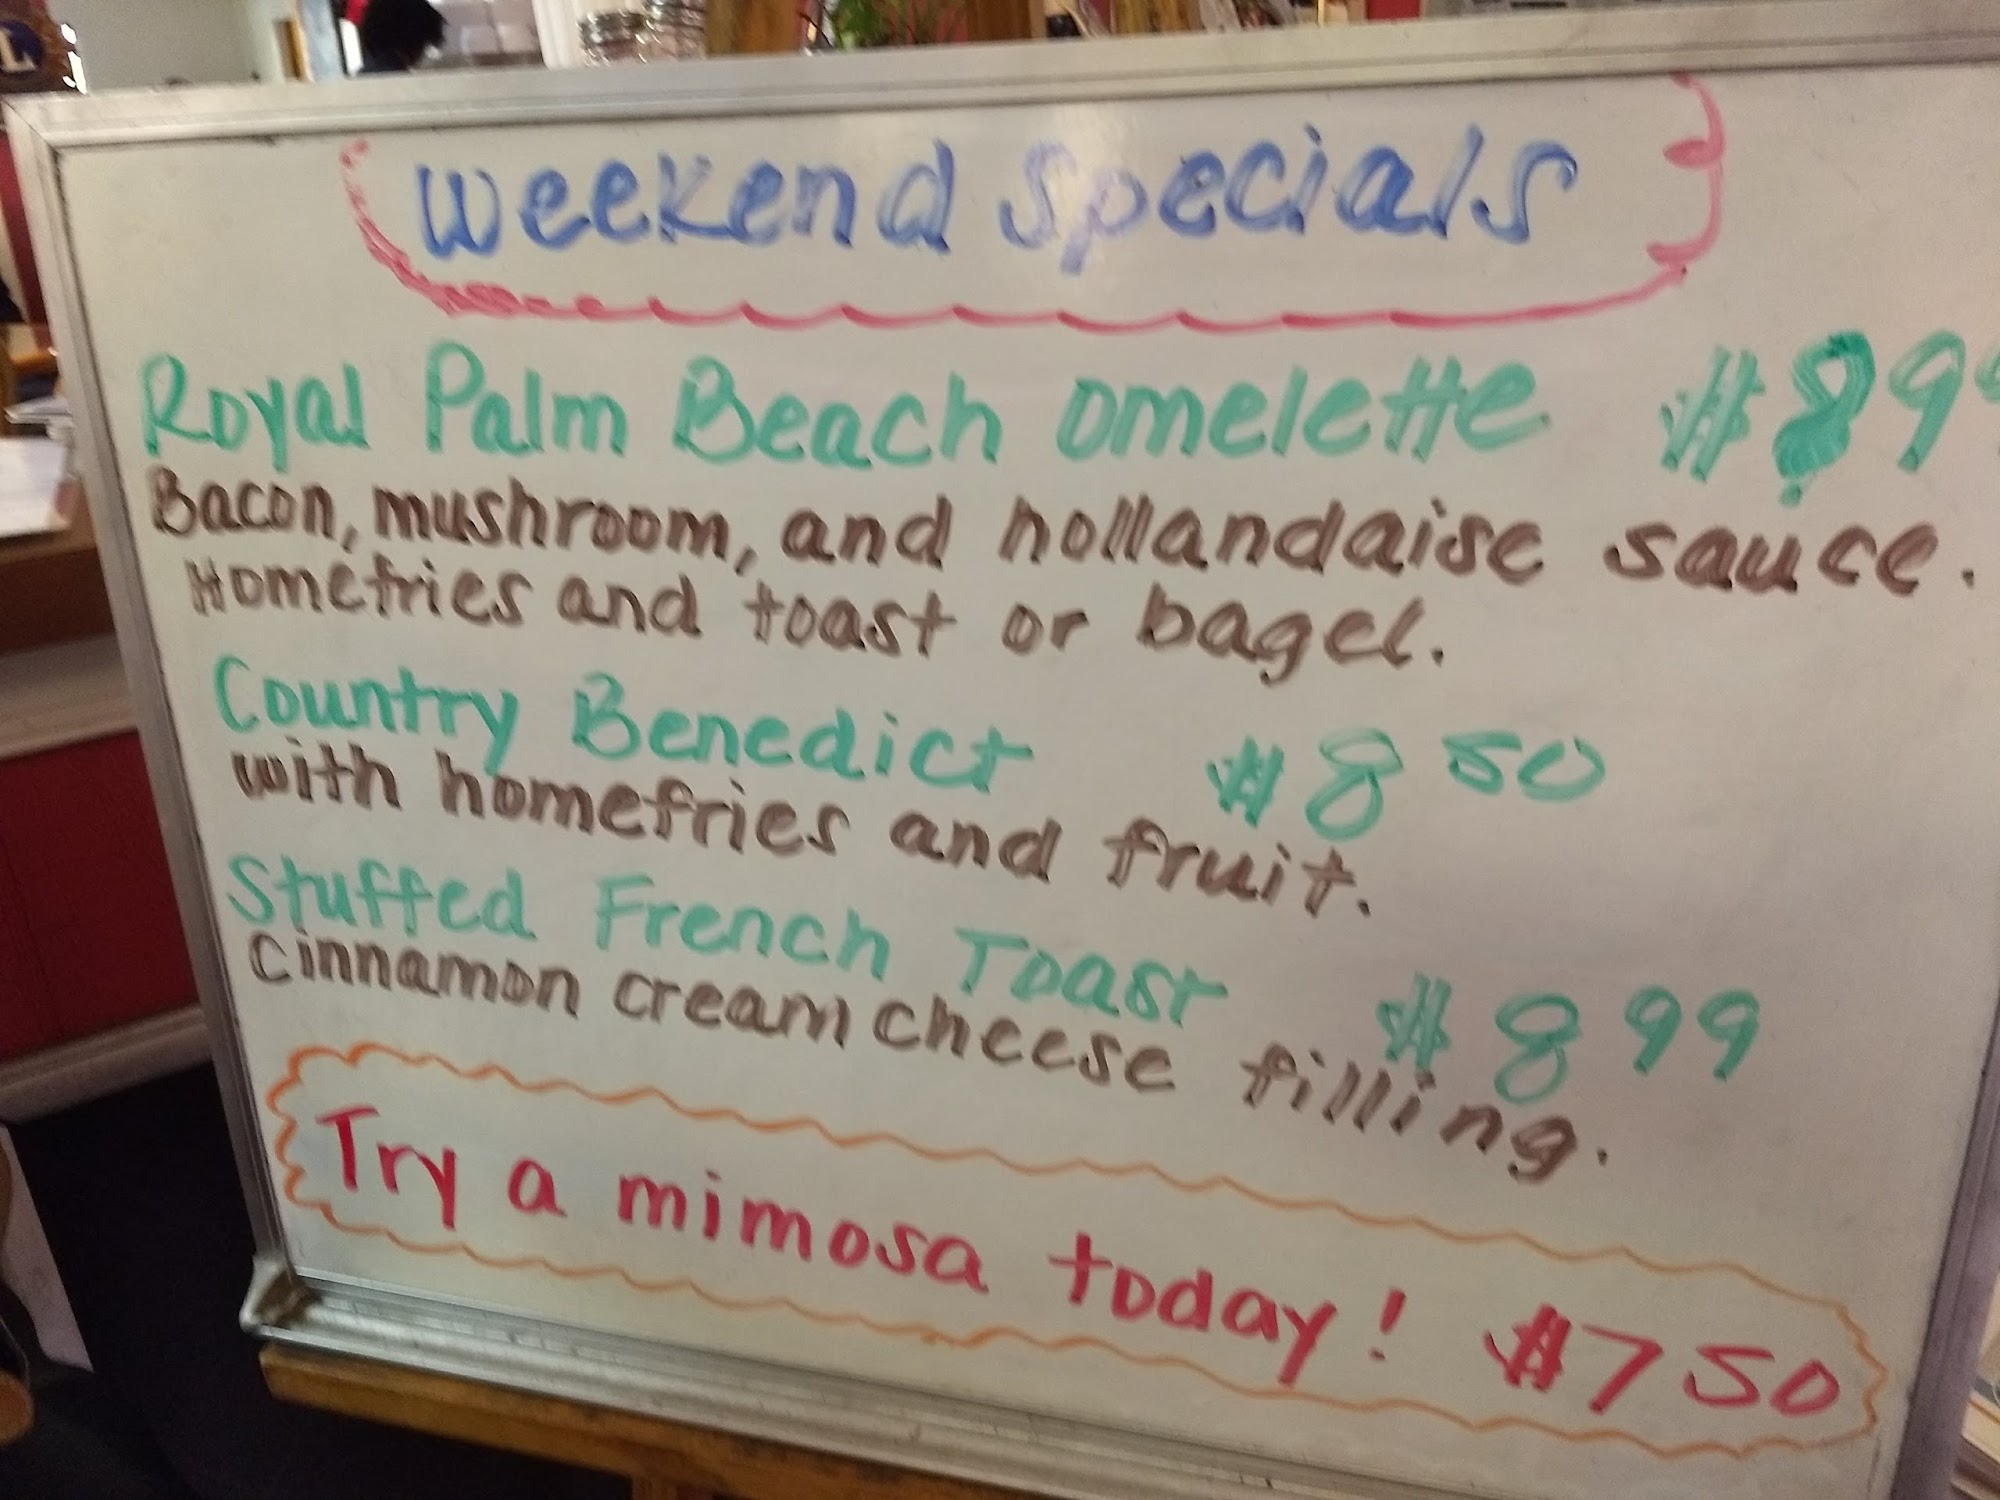 Weekend Specials
Royal Palm Beach omelette $899
Bacon, mushroom, and hollandaise sauce.
Homefries and toast or bagel.
Country Benedict $8 50
with homefries and fruit.
Stuffed French Toast $8 99
Cinnamon cream cheese filling.
Try a mimosa today! $7 50
L